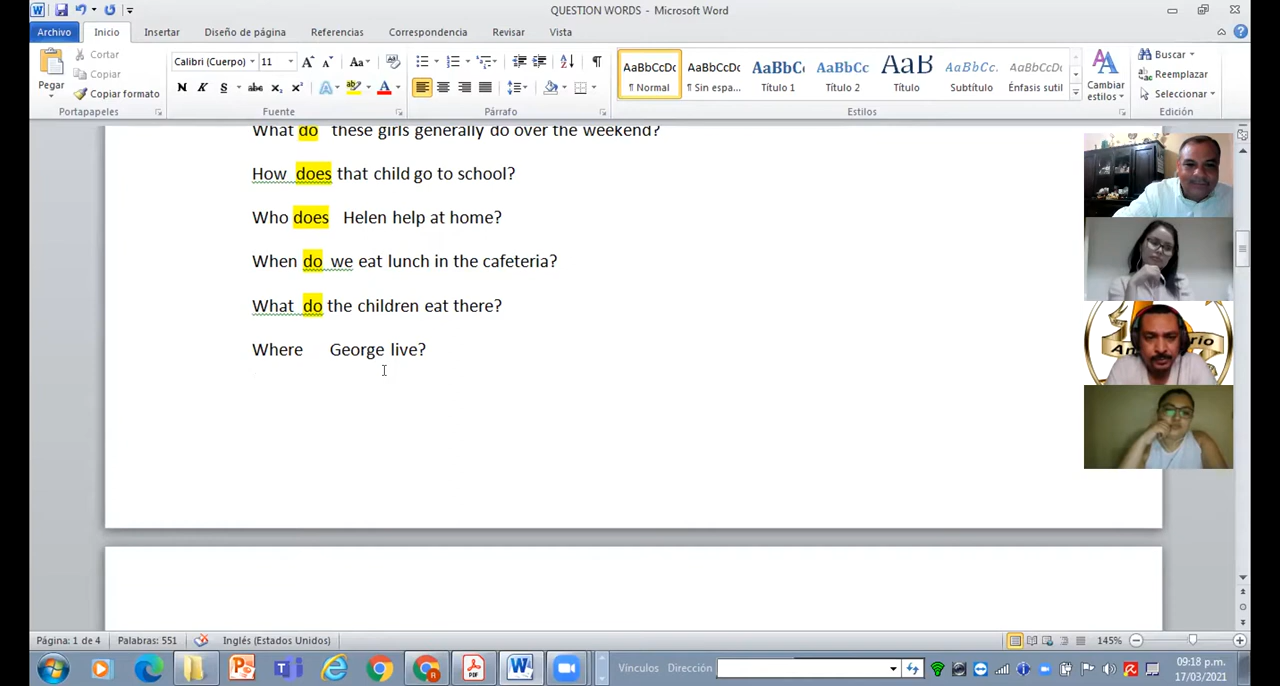 QUESTION WORDS - Microsoft Word
Archivo Inicio Insertar Diseño de página Referencias Correspondencia Revisar Vista
Pegar
Cortar
Copiar
Copiar formato
Portapapeles
Calibri (Cuerpo) 11
Fuente
Párrafo
AaBbCcDc AaBbCcDc AaBbC AaBbCc AaB AaBbCc. AaBbCcDc
¶ Normal ¶ Sin espa... Título 1 Título 2 Título Subtítulo Énfasis sutil
Estilos
Cambiar estilos
Buscar
Reemplazar
Seleccionar
Edición
What do these girls generally do over the weekend?
How does that child go to school?
Who does Helen help at home?
When do we eat lunch in the cafeteria?
What do the children eat there?
Where George live?
Página: 1 de 4 Palabras: 551 Inglés (Estados Unidos) 145%
Vínculos Dirección
09:18 p.m.
17/03/2021